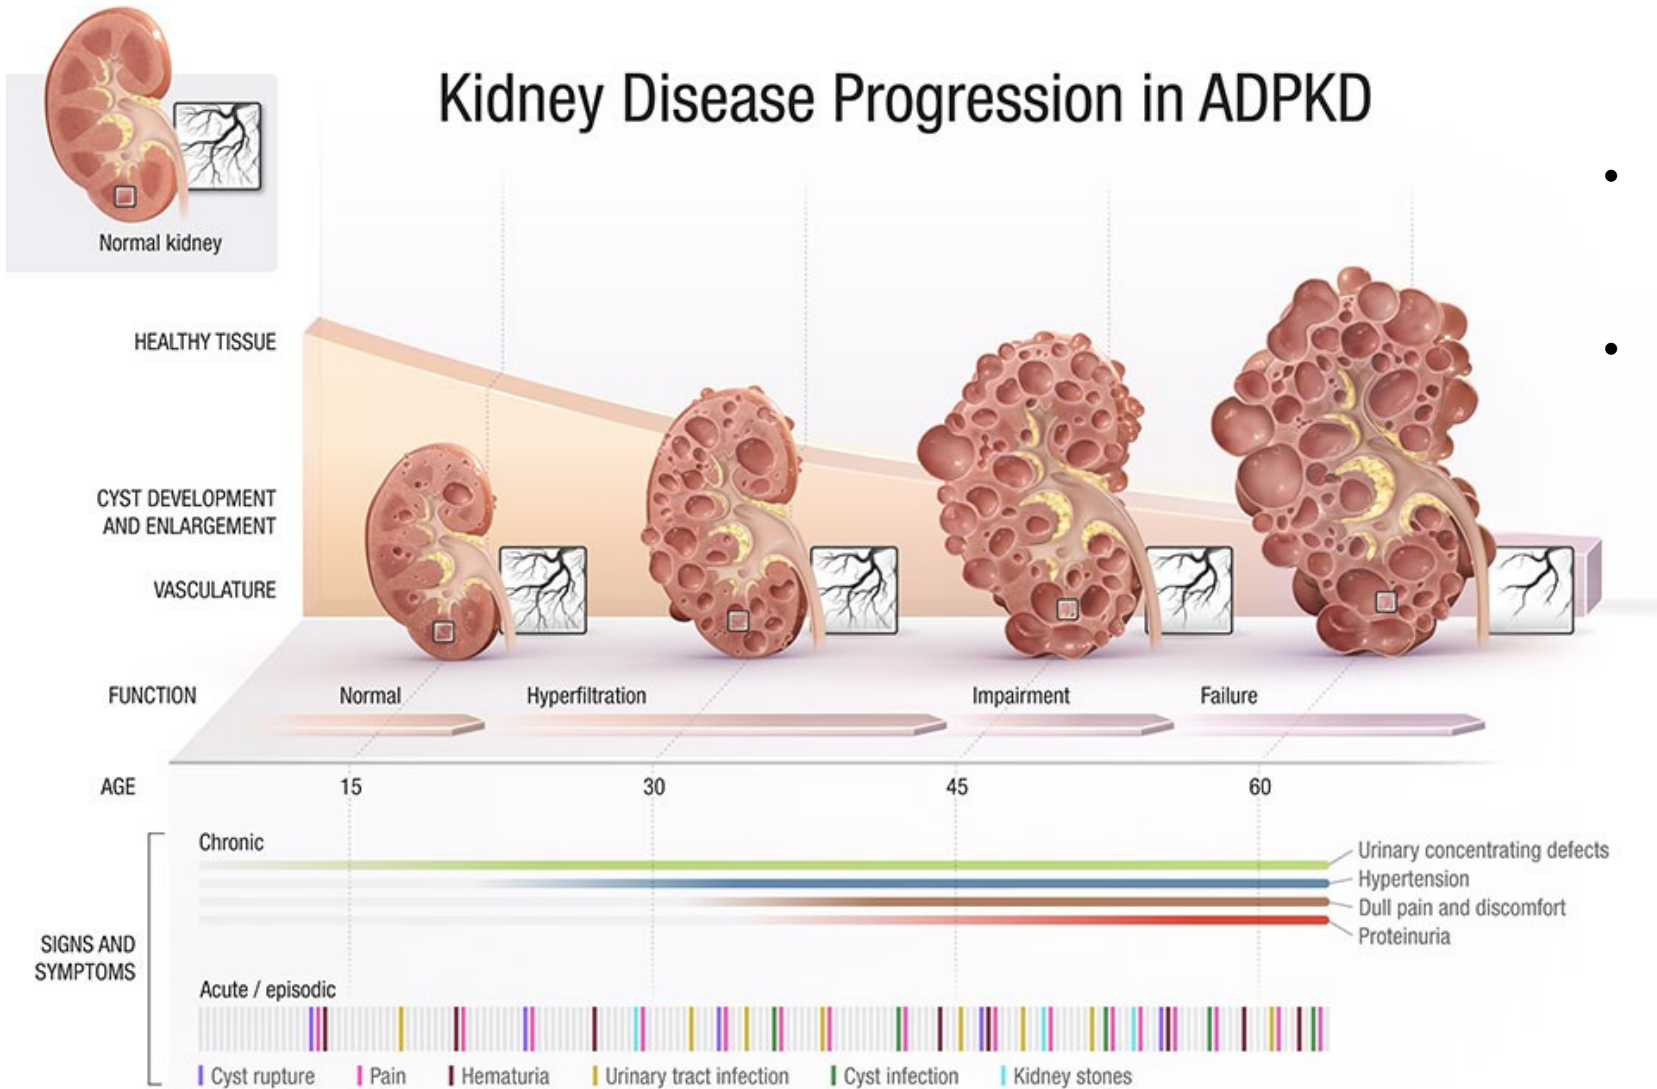 Kidney Disease Progression in ADPKD
Normal kidney
HEALTHY TISSUE
CYST DEVELOPMENT
AND ENLARGEMENT
VASCULATURE
FUNCTION
Normal
Hyperfiltration
Impairment
Failure
AGE
15
30
45
60
SIGNS AND
SYMPTOMS
Chronic
Urinary concentrating defects
Hypertension
Dull pain and discomfort
Proteinuria
Acute / episodic
Cyst rupture
Pain
Hematuria
Urinary tract infection
Cyst infection
Kidney stones